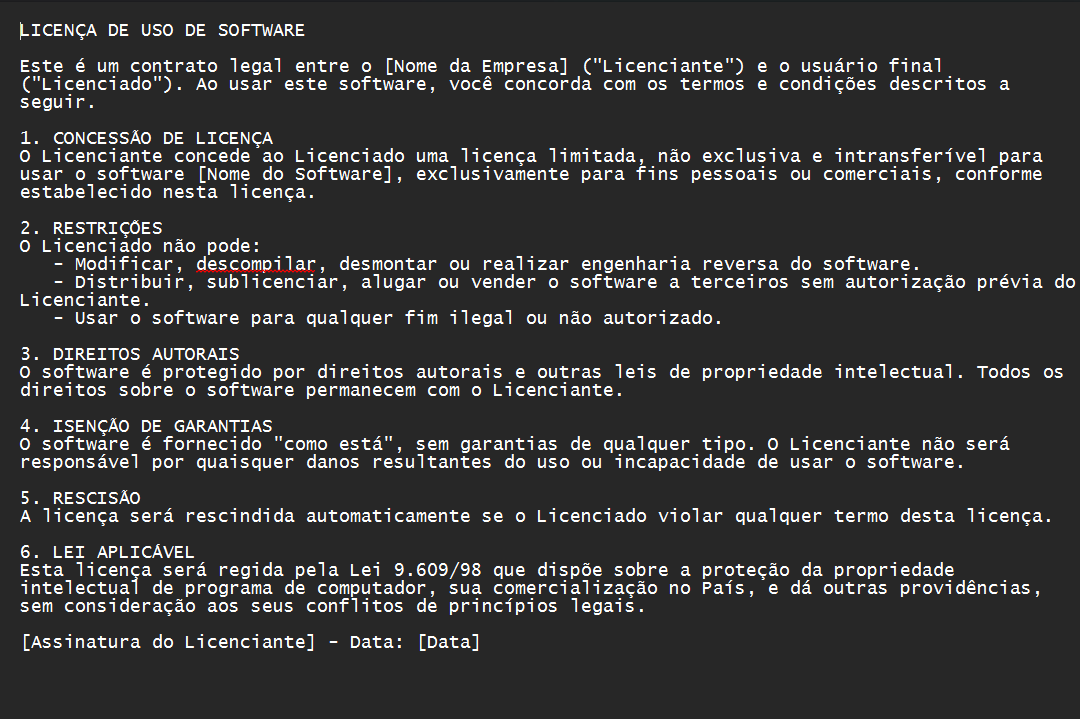 LICENÇA DE USO DE SOFTWARE
Este é um contrato legal entre o [Nome da Empresa] ("Licenciante") e o usuário final
("Licenciado"). Ao usar este software, você concorda com os termos e condições descritos a
seguir.
1. CONCESSÃO DE LICENÇA
O Licenciante concede ao Licenciado uma licença limitada, não exclusiva e intransferível para
usar o software [Nome do Software], exclusivamente para fins pessoais ou comerciais, conforme
estabelecido nesta licença.
2. RESTRIÇÕES
O Licenciado não pode:
- Modificar, descompilar, desmontar ou realizar engenharia reversa do software.
- Distribuir, sublicenciar, alugar ou vender o software a terceiros sem autorização prévia do
Licenciante.
- Usar o software para qualquer fim ilegal ou não autorizado.
3. DIREITOS AUTORAIS
O software é protegido por direitos autorais e outras leis de propriedade intelectual. Todos os
direitos sobre o software permanecem com o Licenciante.
4. ISENÇÃO DE GARANTIAS
O software é fornecido "como está", sem garantias de qualquer tipo. O Licenciante não será
responsável por quaisquer danos resultantes do uso ou incapacidade de usar o software.
5. RESCISÃO
A licença será rescindida automaticamente se o Licenciado violar qualquer termo desta licença.
6. LEI APLICÁVEL
Esta licença será regida pela Lei 9.609/98 que dispõe sobre a proteção da propriedade
intelectual de programa de computador, sua comercialização no País, e dá outras providências,
sem consideração aos seus conflitos de princípios legais.
[Assinatura do Licenciante] - Data: [Data]